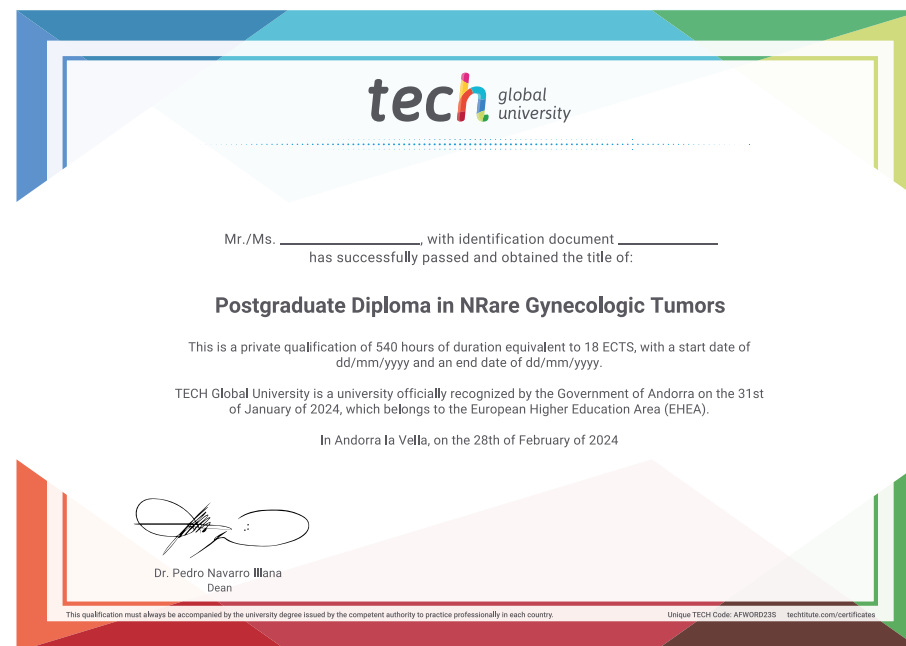 tech global
university
Mr./Ms. ____________, with identification document ____________
has successfully passed and obtained the title of:
Postgraduate Diploma in NRare Gynecologic Tumors
This is a private qualification of 540 hours of duration equivalent to 18 ECTS, with a start date of
dd/mm/yyyy and an end date of dd/mm/yyyy.
TECH Global University is a university officially recognized by the Government of Andorra on the 31st
of January of 2024, which belongs to the European Higher Education Area (EHEA).
In Andorra la Vella, on the 28th of February of 2024
Dr. Pedro Navarro Illana
Dean
This qualification must always be accompanied by the university degree issued by the competent authority to practice professionally in each country.
Unique TECH Code: AFWORD23S techtitute.com/certificates